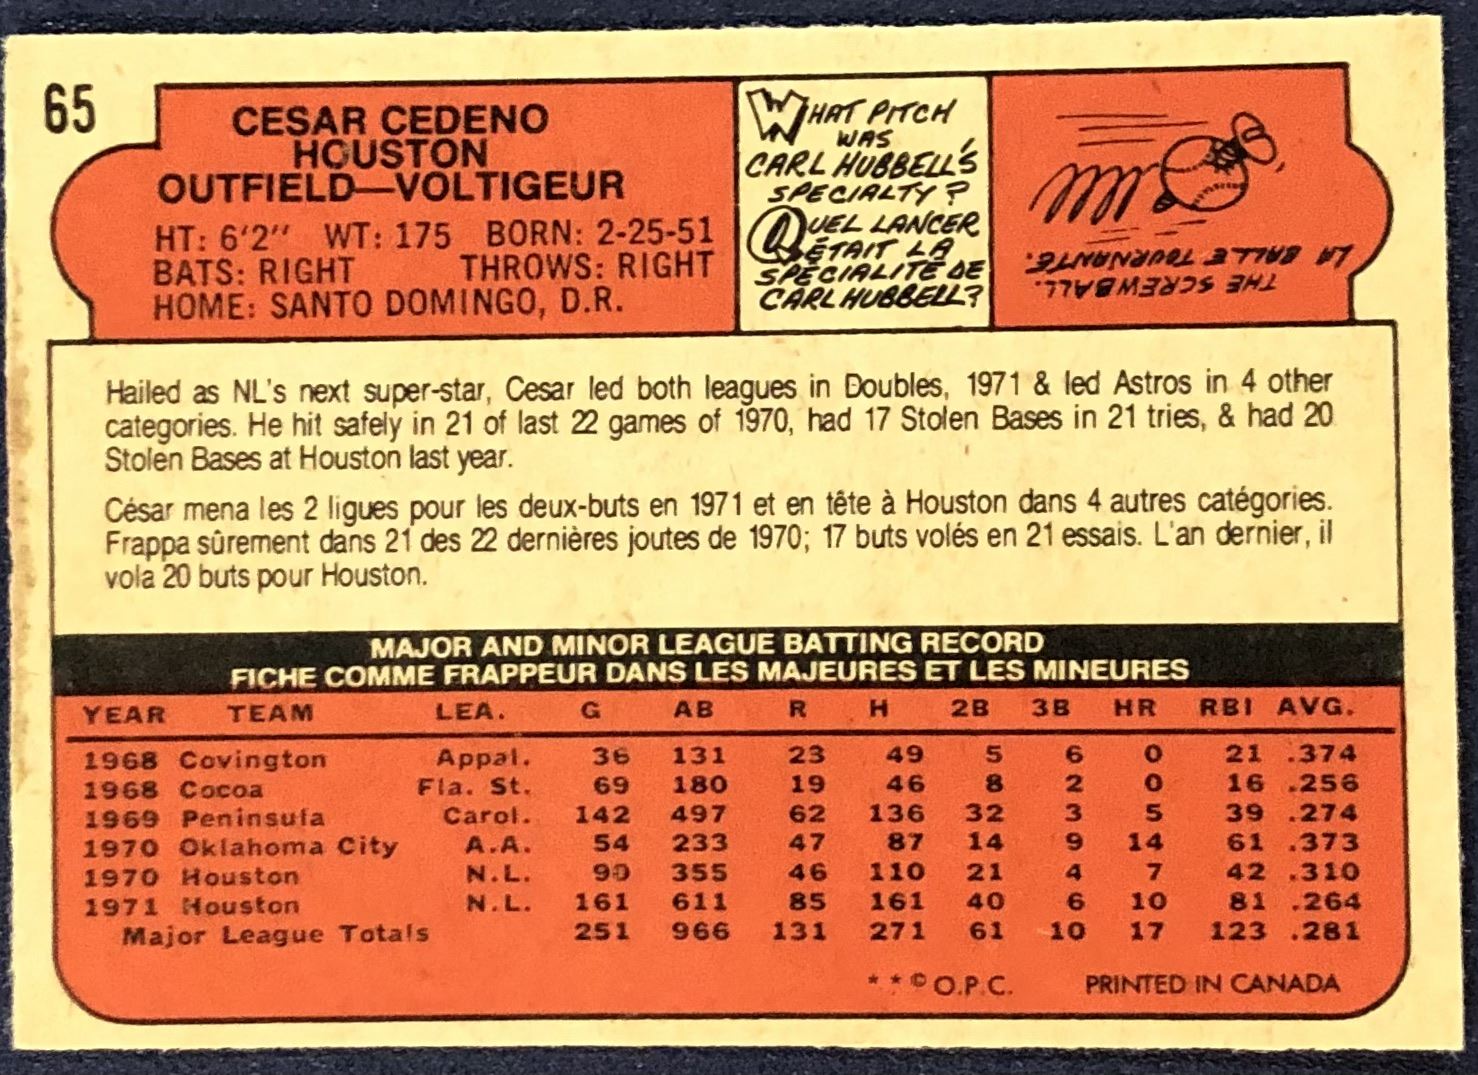 65
CESAR CEDENO
HOUSTON
OUTFIELD—VOLTIGEUR
HT: 6'2" WT: 175 BORN: 2-25-51
BATS: RIGHT THROWS: RIGHT
HOME: SANTO DOMINGO, D.R.
WHAT PITCH
WAS
CARL HUBBELL'S
SPECIALTY?
QUEL LANCER
ÉTAIT LA
SPÉCIALITÉ DE
CARL HUBBELL?
THE SCREWBALL.
LA BALLE TOURNANTE.
Hailed as NL's next super-star, Cesar led both leagues in Doubles, 1971 & led Astros in 4 other
categories. He hit safely in 21 of last 22 games of 1970, had 17 Stolen Bases in 21 tries, & had 20
Stolen Bases at Houston last year.
César mena les 2 ligues pour les deux-buts en 1971 et en tête à Houston dans 4 autres catégories.
Frappa sûrement dans 21 des 22 dernières joutes de 1970; 17 buts volés en 21 essais. L'an dernier, il
vola 20 buts pour Houston.
MAJOR AND MINOR LEAGUE BATTING RECORD
FICHE COMME FRAPPEUR DANS LES MAJEURES ET LES MINEURES
YEAR TEAM LEA. G AB R H 2B 3B HR RBI AVG.
1968 Covington Appal. 36 131 23 49 5 6 0 21 .374
1968 Cocoa Fla. St. 69 180 19 46 8 2 0 16 .256
1969 Peninsula Carol. 142 497 62 136 32 3 5 39 .274
1970 Oklahoma City A.A. 54 233 47 87 14 9 14 61 .373
1970 Houston N.L. 90 355 46 110 21 4 7 42 .310
1971 Houston N.L. 161 611 85 161 40 6 10 81 .264
Major League Totals 251 966 131 271 61 10 17 123 .281
* * © O.P.C. PRINTED IN CANADA